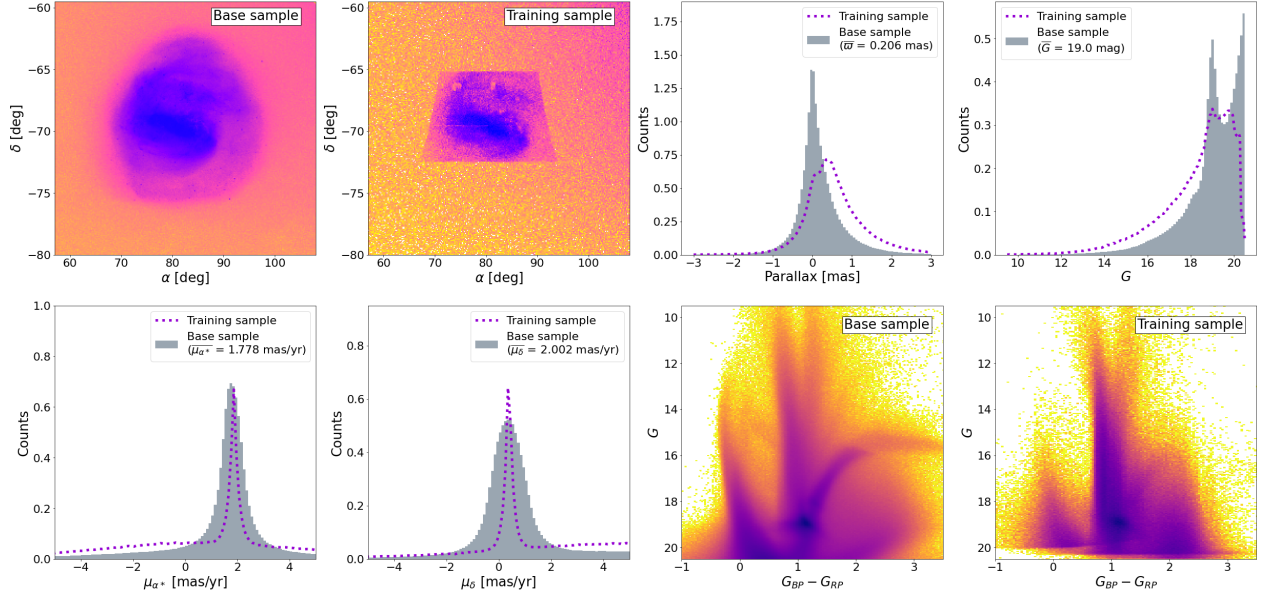 Base sample
−60
−65
−70
−75
−80
δ [deg]
60 70 80 90 100
α [deg]
Training sample
−60
−65
−70
−75
−80
δ [deg]
60 70 80 90 100
α [deg]
Training sample
Base sample
(ϖ̅ = 0.206 mas)
1.75
1.50
1.25
1.00
0.75
0.50
0.25
0.00
Counts
−3 −2 −1 0 1 2 3
Parallax [mas]
Training sample
Base sample
(G̅ = 19.0 mag)
0.5
0.4
0.3
0.2
0.1
0.0
Counts
10 12 14 16 18 20
G
Training sample
Base sample
(μ̅α* = 1.778 mas/yr)
1.0
0.8
0.6
0.4
0.2
0.0
Counts
−4 −2 0 2 4
μα* [mas/yr]
Training sample
Base sample
(μ̅δ = 2.002 mas/yr)
1.0
0.8
0.6
0.4
0.2
0.0
Counts
−4 −2 0 2 4
μδ [mas/yr]
Base sample
10
12
14
16
18
20
G
−1 0 1 2 3
GBP − GRP
Training sample
10
12
14
16
18
20
G
−1 0 1 2 3
GBP − GRP